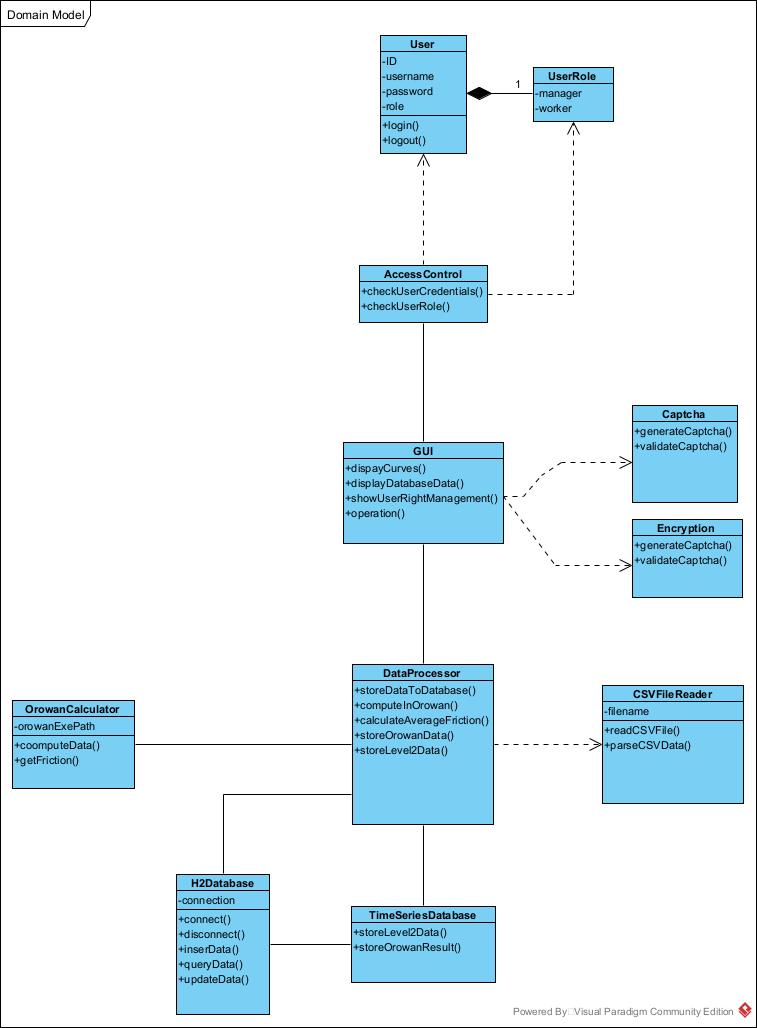 Domain Model
User
-ID
-username
-password
-role
+login()
+logout()
1
UserRole
-manager
-worker
AccessControl
+checkUserCredentials()
+checkUserRole()
GUI
+dispayCurves()
+displayDatabaseData()
+showUserRightManagement()
+operation()
Captcha
+generateCaptcha()
+validateCaptcha()
Encryption
+generateCaptcha()
+validateCaptcha()
DataProcessor
+storeDataToDatabase()
+computeInOrowan()
+calculateAverageFriction()
+storeOrowanData()
+storeLevel2Data()
OrowanCalculator
-orowanExePath
+coomputeData()
+getFriction()
CSVFileReader
-filename
+readCSVFile()
+parseCSVData()
H2Database
-connection
+connect()
+disconnect()
+inserData()
+queryData()
+updateData()
TimeSeriesDatabase
+storeLevel2Data()
+storeOrowanResult()
Powered By Visual Paradigm Community Edition